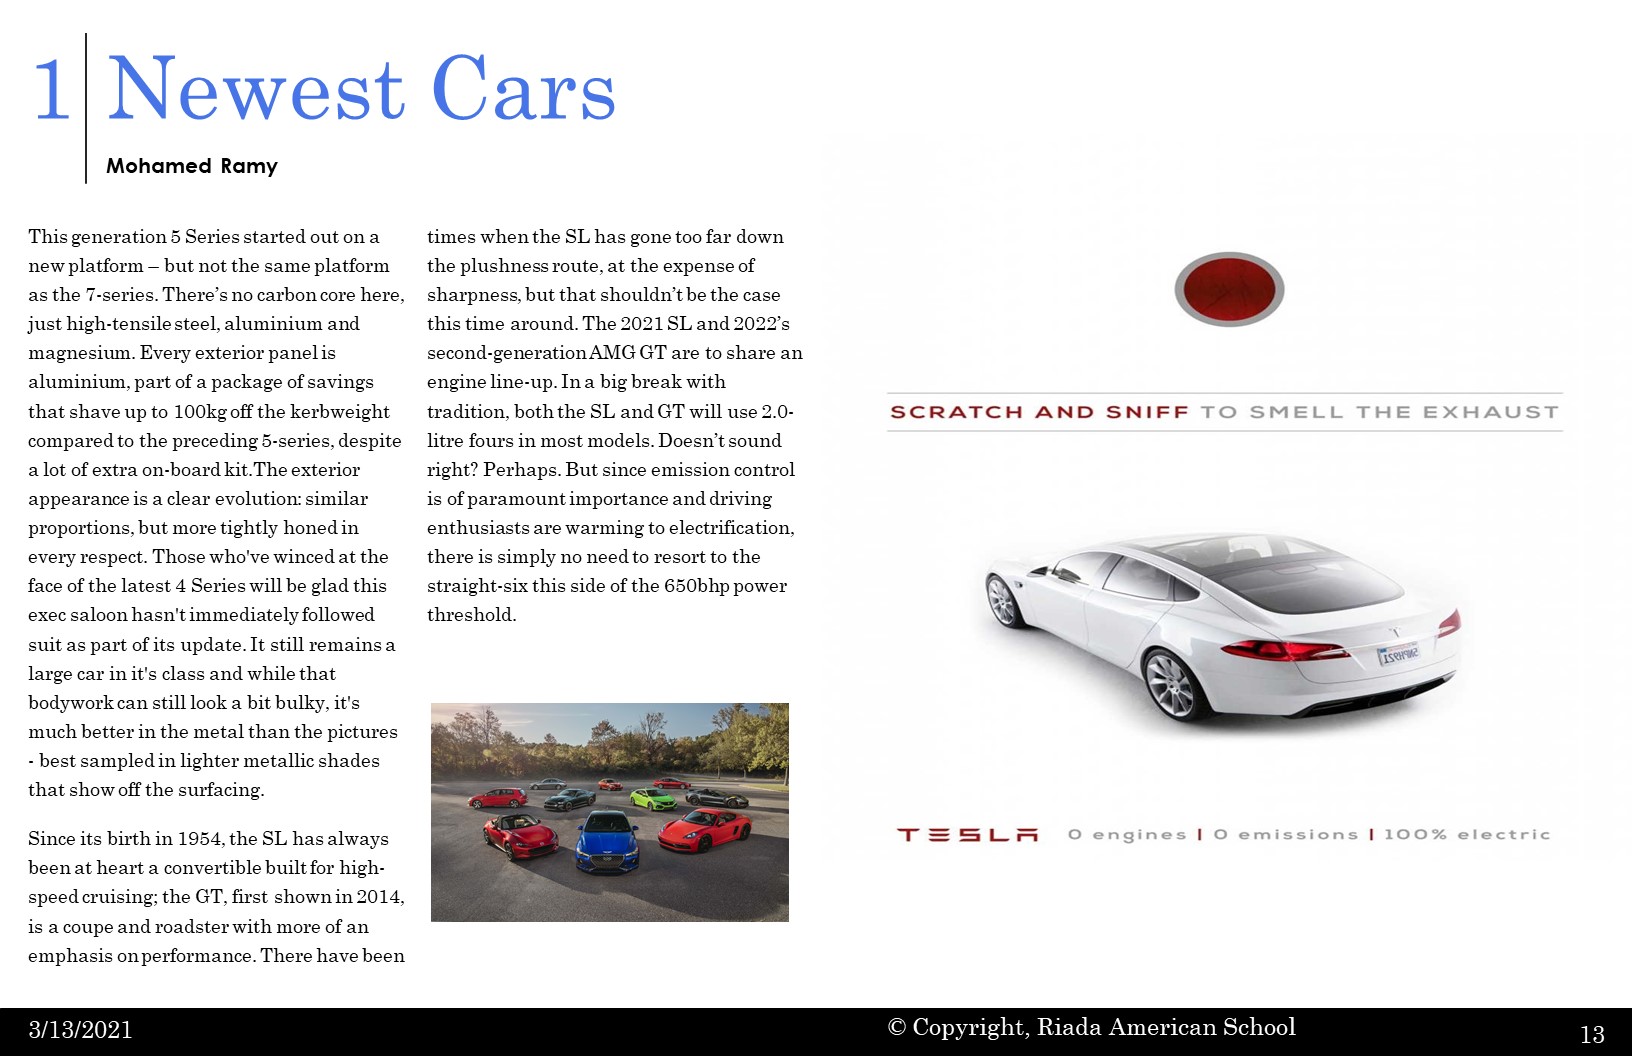 1
Newest Cars
Mohamed Ramy
This generation 5 Series started out on a
new platform – but not the same platform
as the 7-series. There’s no carbon core here,
just high-tensile steel, aluminium and
magnesium. Every exterior panel is
aluminium, part of a package of savings
that shave up to 100kg off the kerbweight
compared to the preceding 5-series, despite
a lot of extra on-board kit.The exterior
appearance is a clear evolution: similar
proportions, but more tightly honed in
every respect. Those who've winced at the
face of the latest 4 Series will be glad this
exec saloon hasn't immediately followed
suit as part of its update. It still remains a
large car in it's class and while that
bodywork can still look a bit bulky, it's
much better in the metal than the pictures
- best sampled in lighter metallic shades
that show off the surfacing.
Since its birth in 1954, the SL has always
been at heart a convertible built for high-
speed cruising; the GT, first shown in 2014,
is a coupe and roadster with more of an
emphasis on performance. There have been
times when the SL has gone too far down
the plushness route, at the expense of
sharpness, but that shouldn’t be the case
this time around. The 2021 SL and 2022’s
second-generation AMG GT are to share an
engine line-up. In a big break with
tradition, both the SL and GT will use 2.0-
litre fours in most models. Doesn’t sound
right? Perhaps. But since emission control
is of paramount importance and driving
enthusiasts are warming to electrification,
there is simply no need to resort to the
straight-six this side of the 650bhp power
threshold.
SCRATCH AND SNIFF TO SMELL THE EXHAUST
TESLA 0 engines | 0 emissions | 100% electric
3/13/2021
© Copyright, Riada American School
13